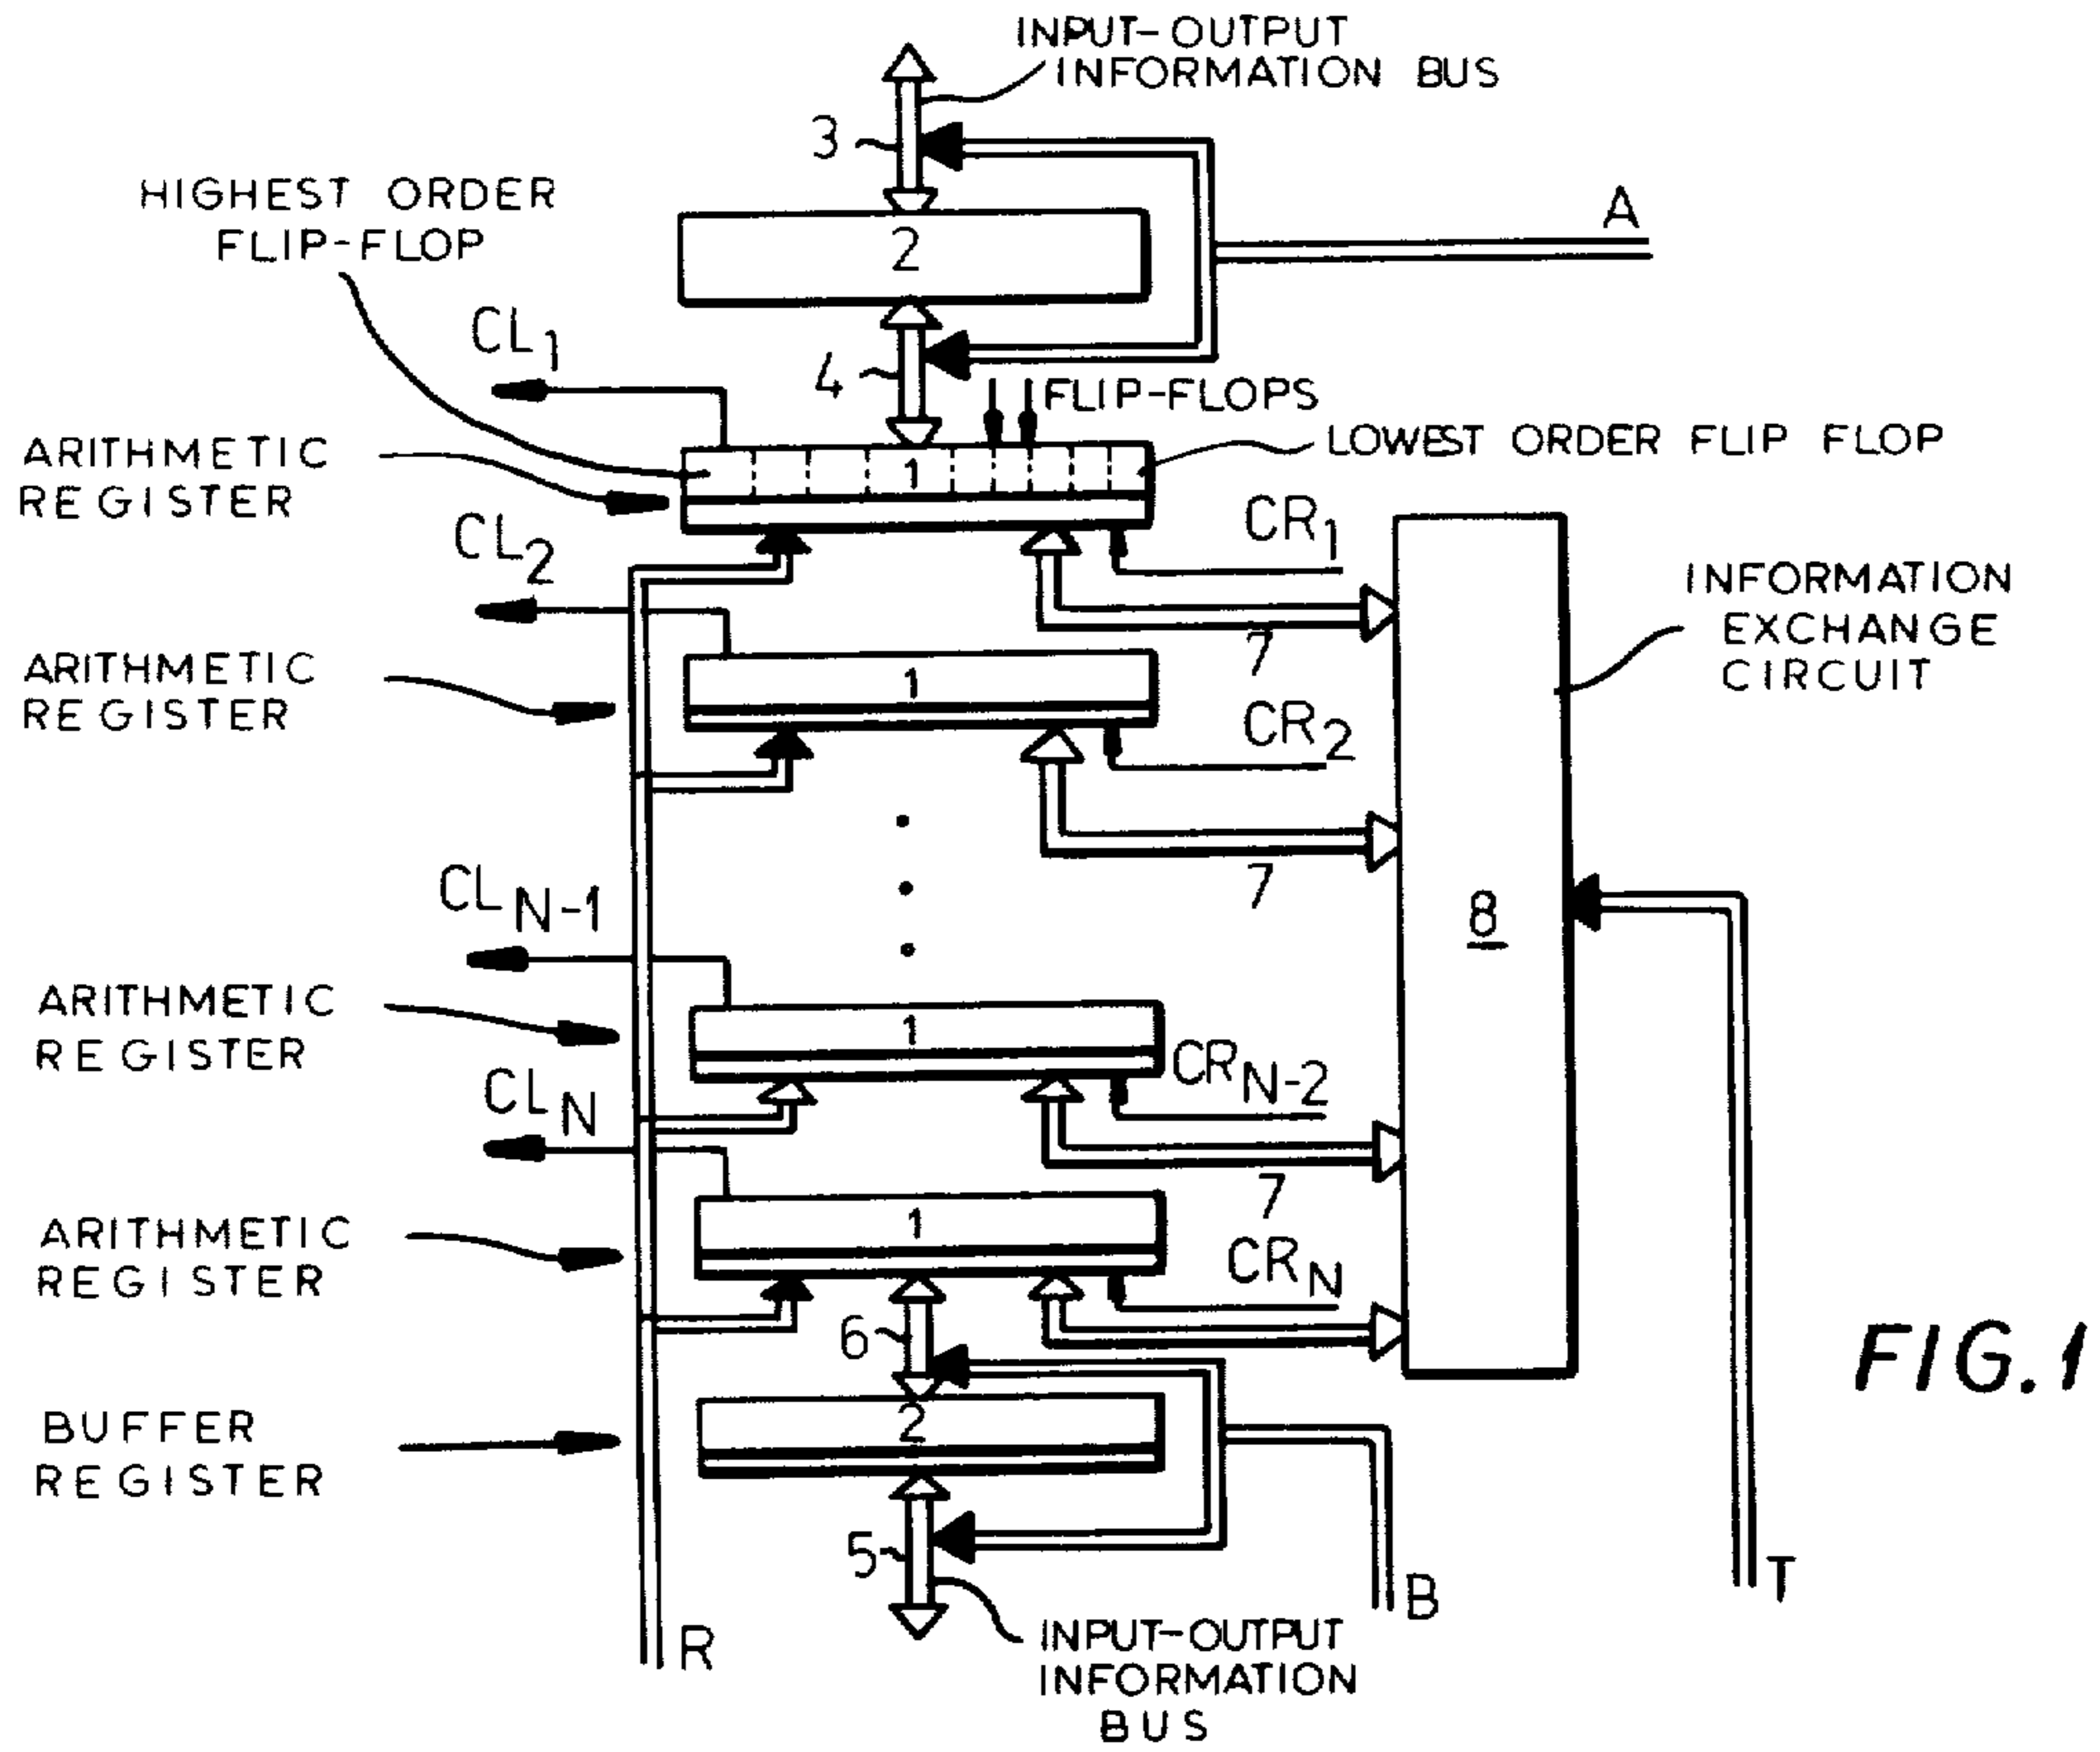 INPUT-OUTPUT
INFORMATION BUS
3
HIGHEST ORDER
FLIP-FLOP
A
2
CL1
4
FLIP-FLOPS
LOWEST ORDER FLIP FLOP
ARITHMETIC
REGISTER
1
CR1
CL2
INFORMATION
EXCHANGE
CIRCUIT
7
ARITHMETIC
REGISTER
1
CR2
7
CLN-1
8
ARITHMETIC
REGISTER
1
CRN-2
CLN
7
ARITHMETIC
REGISTER
1
CRN
6
FIG. 1
BUFFER
REGISTER
2
5
B
T
R
INPUT-OUTPUT
INFORMATION
BUS